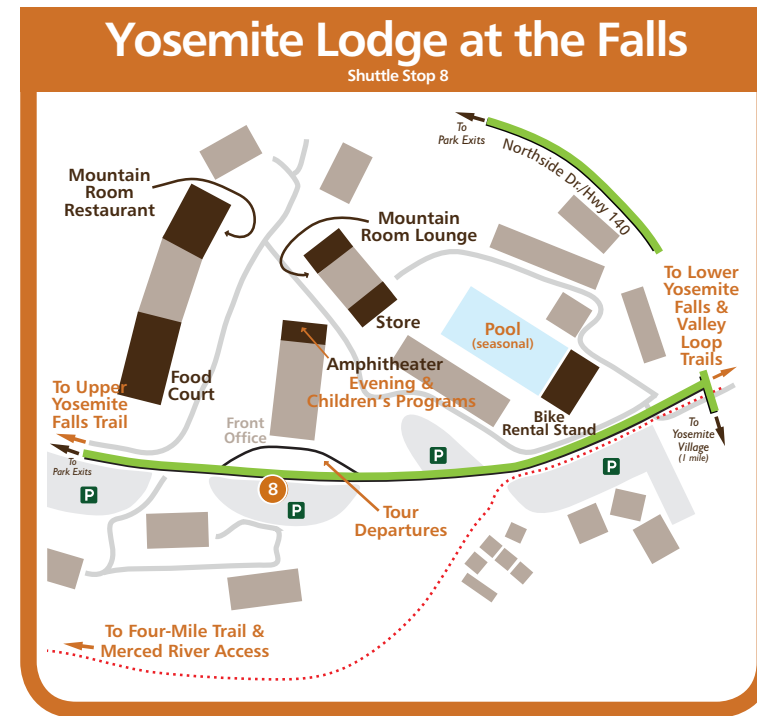 Yosemite Lodge at the Falls
Shuttle Stop 8
To
Park Exits
Northside Dr./Hwy 140
Mountain
Room
Restaurant
Mountain
Room Lounge
To Lower
Yosemite
Falls &
Valley
Loop
Trails
Store
Pool
(seasonal)
Amphitheater
Evening &
Children's Programs
Food
Court
To Upper
Yosemite
Falls Trail
Front
Office
Bike
Rental Stand
To
Yosemite
Village
(1 mile)
To
Park Exits
P
P
P
8
P
Tour
Departures
To Four-Mile Trail &
Merced River Access